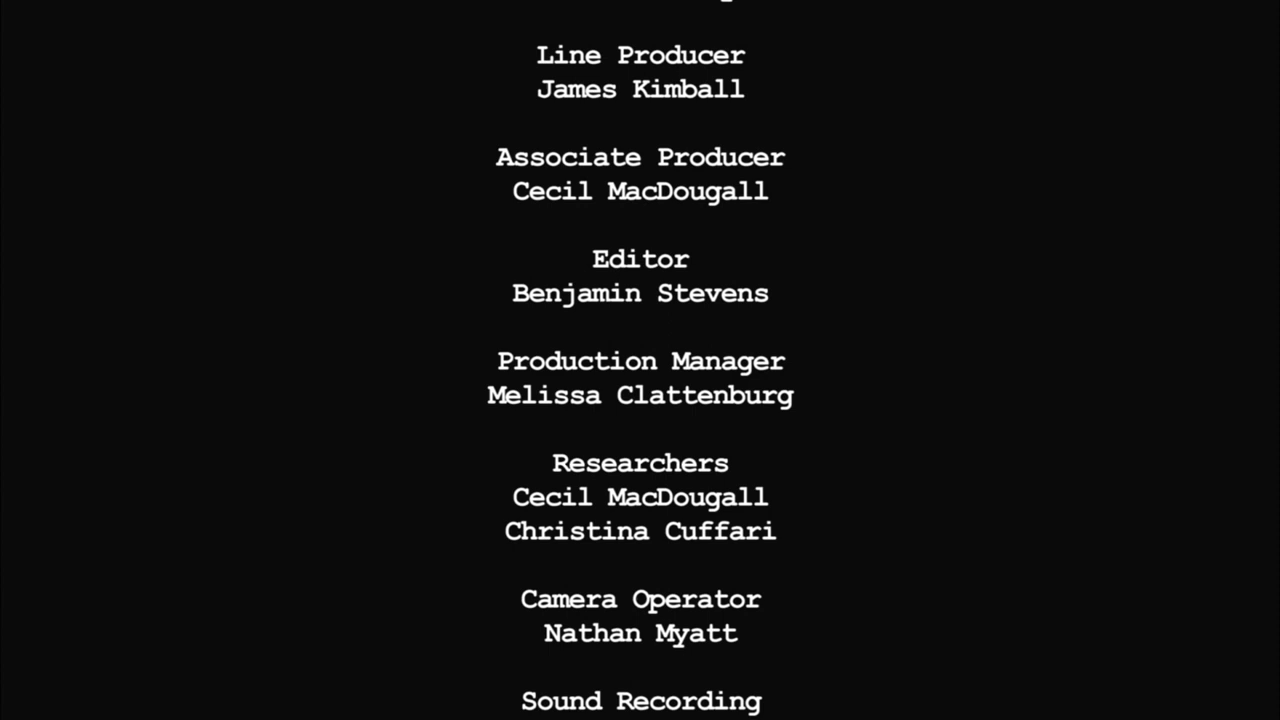 Line Producer
James Kimball
Associate Producer
Cecil MacDougall
Editor
Benjamin Stevens
Production Manager
Melissa Clattenburg
Researchers
Cecil MacDougall
Christina Cuffari
Camera Operator
Nathan Myatt
Sound Recording